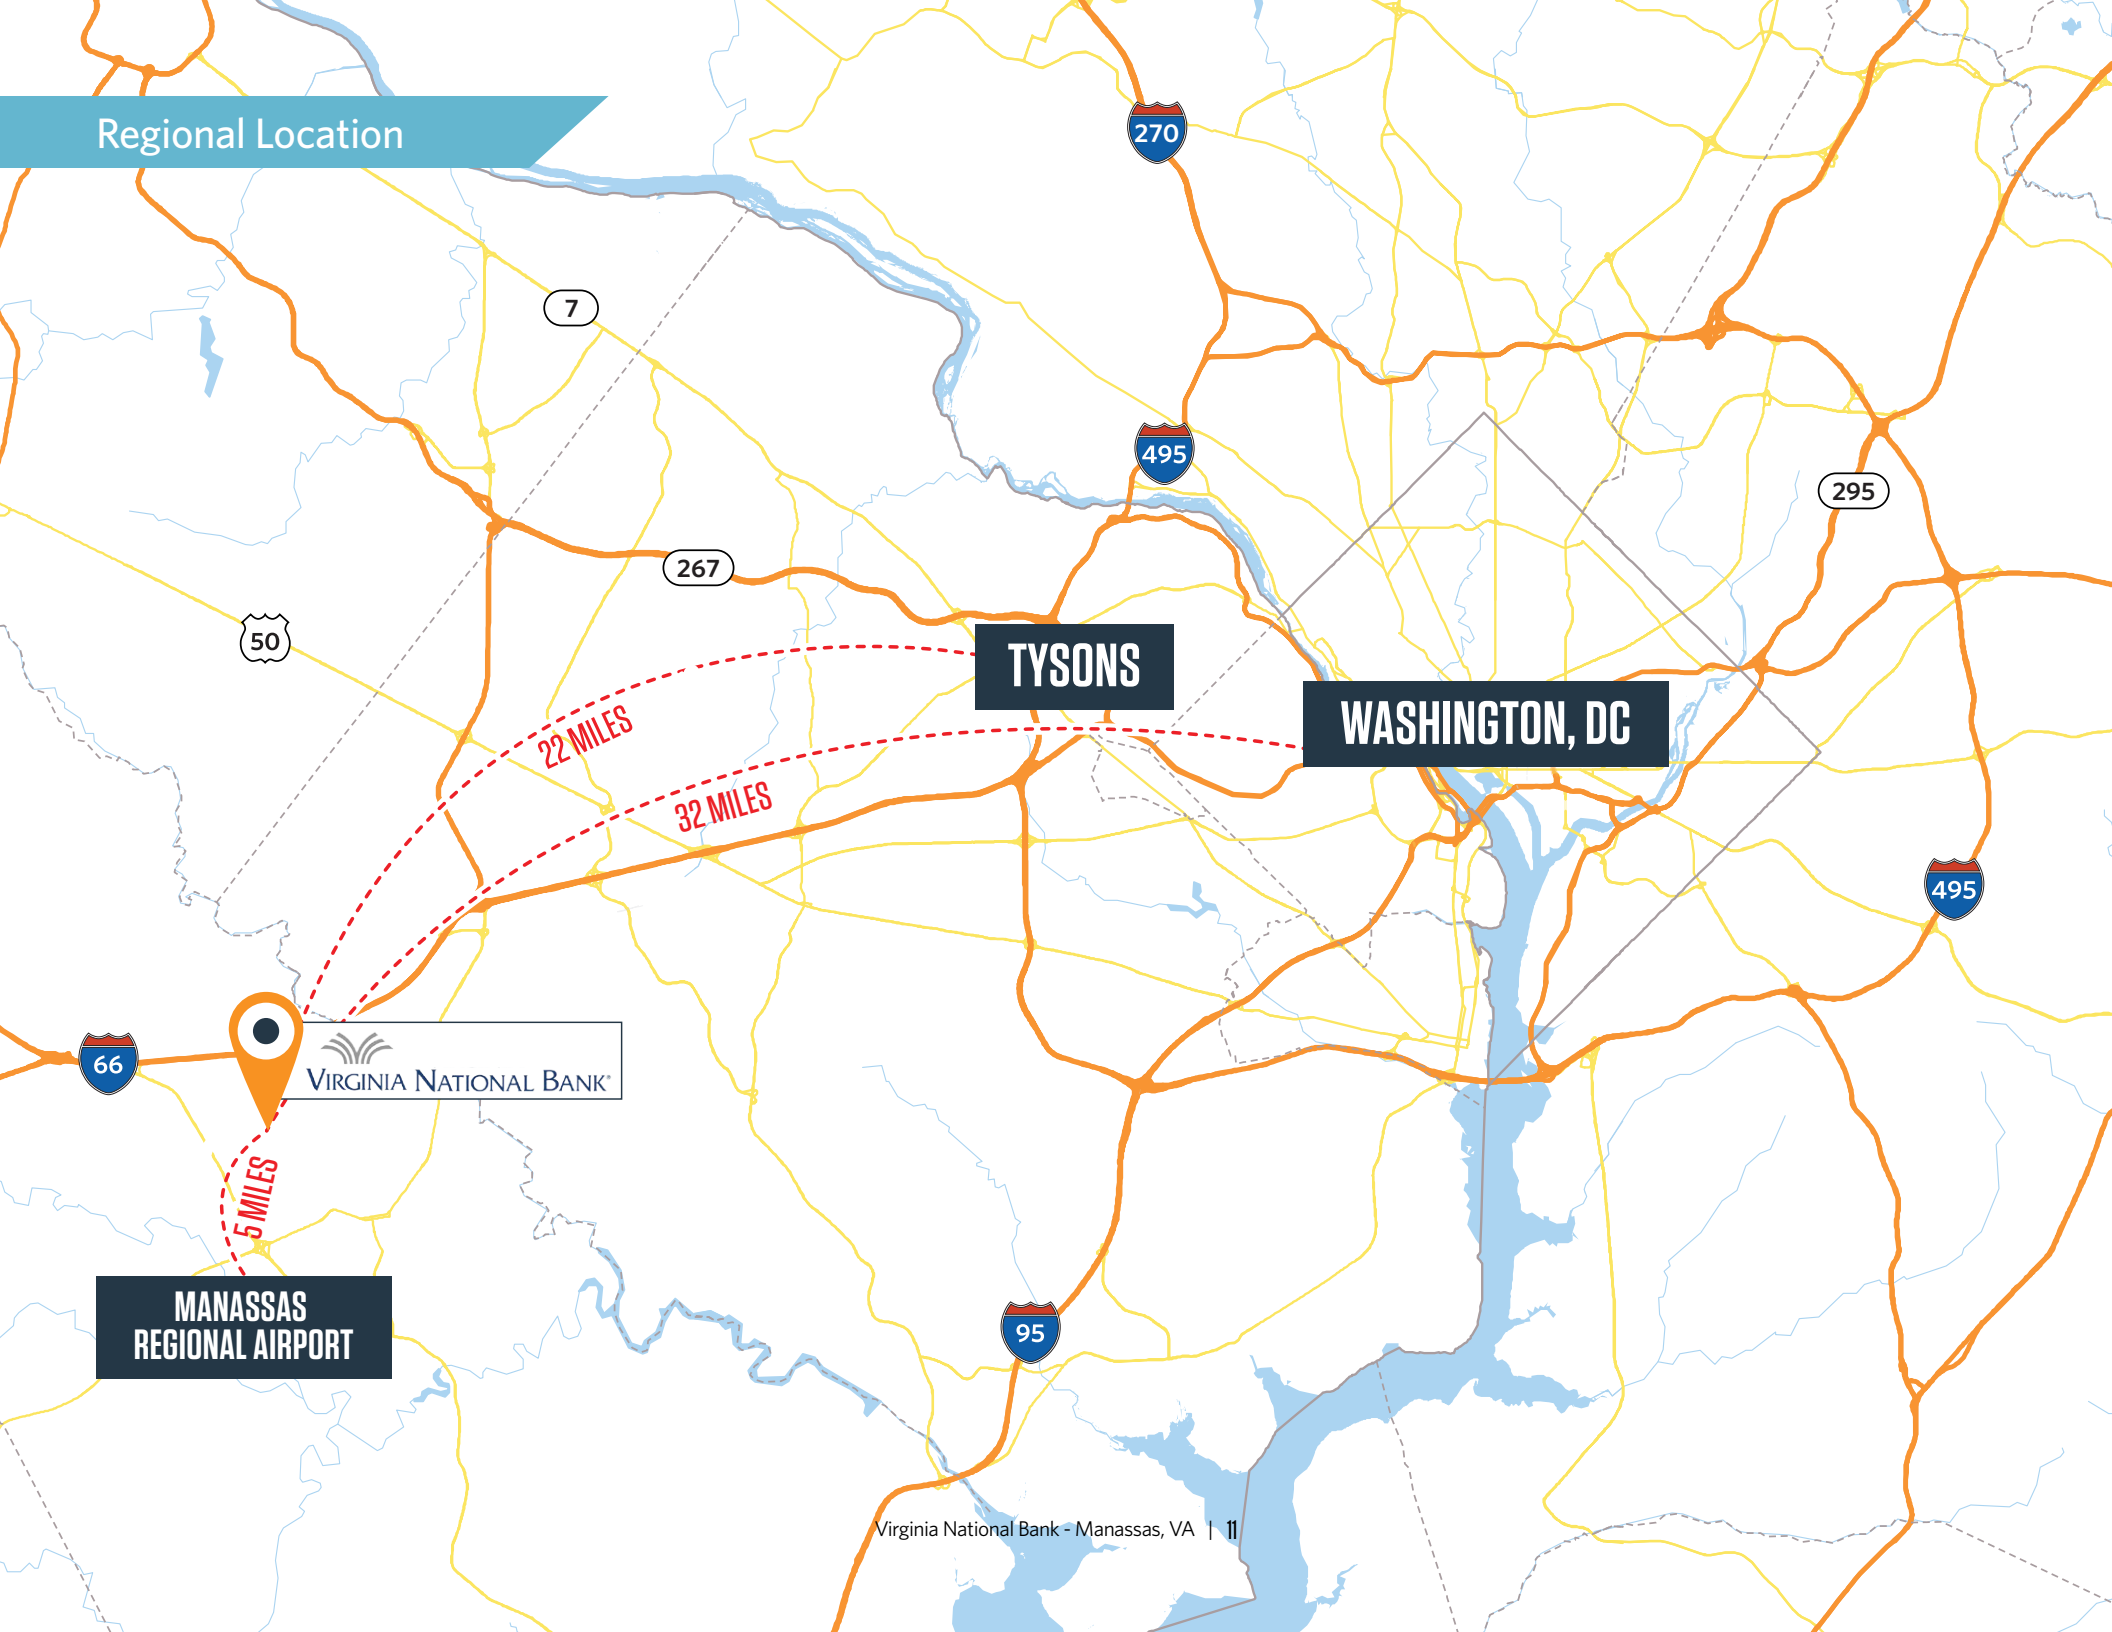 Regional Location
270
7
495
295
267
50
TYSONS
WASHINGTON, DC
22 MILES
32 MILES
495
66
VIRGINIA NATIONAL BANK
5 MILES
MANASSAS
REGIONAL AIRPORT
95
Virginia National Bank - Manassas, VA | 11